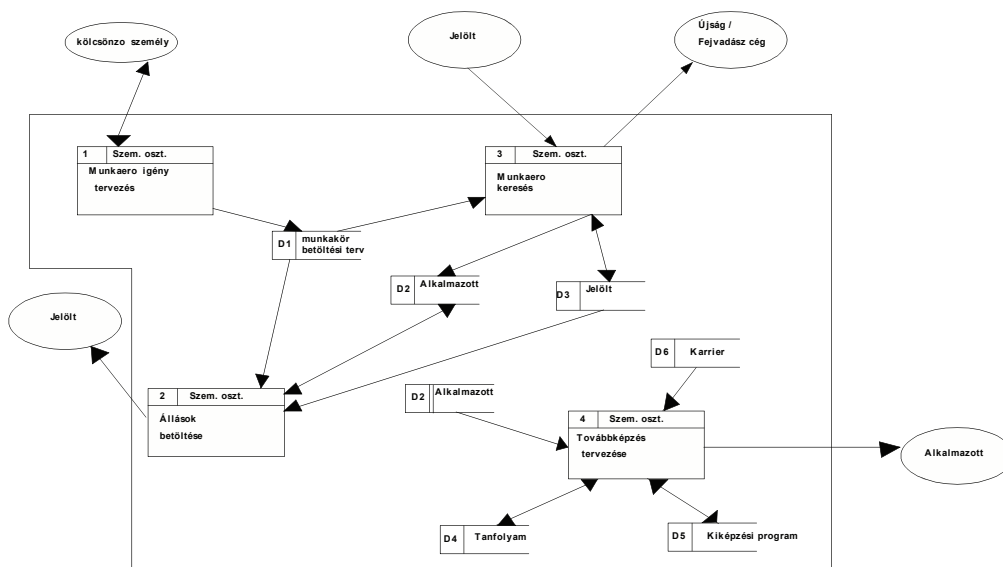 kölcsönzo személy
Jelölt
Újság /
Fejvadász cég
1 Szem. oszt.
Munkaero igény
tervezés
3 Szem. oszt.
Munkaero
keresés
D1 munkakör
betöltési terv
D2 Alkalmazott
D3 Jelölt
Jelölt
D6 Karrier
2 Szem. oszt.
Állások
betöltése
D2 Alkalmazott
4 Szem. oszt.
Továbbképzés
tervezése
Alkalmazott
D4 Tanfolyam
D5 Kiképzési program